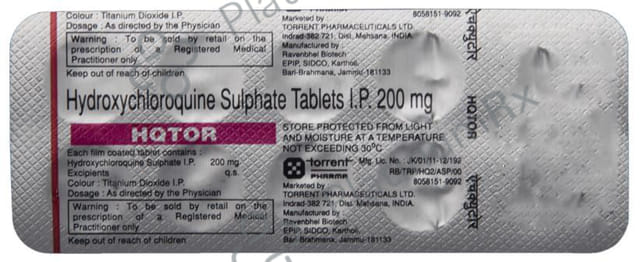 Colour : Titanium Dioxide I.P.
Dosage : As directed by the Physician
Warning : To be sold by retail on the
prescription of a Registered Medical
Practitioner only
Keep out of reach of children
Marketed by
TORRENT PHARMACEUTICALS LTD.
Indrad-382 721, Dist. Mehsana, INDIA.
Manufactured by :
Ravenbhel Biotech
EPIP, SIDCO, Kartholi,
Bari-Brahmana, Jammu-181133
8058151-9092
Hydroxychloroquine Sulphate Tablets I.P. 200 mg
HQTOR
STORE PROTECTED FROM LIGHT
AND MOISTURE AT A TEMPERATURE
NOT EXCEEDING 30°C
Each film coated tablet contains :
Hydroxychloroquine Sulphate I.P. 200 mg
Excipients q.s.
Colour : Titanium Dioxide I.P.
Dosage : As directed by the Physician
Warning : To be sold by retail on the
prescription of a Registered Medical
Practitioner only
Keep out of reach of children
torrent
PHARMA
Mfg. Lic. No. : JK/01/11-12/192
RB/TRP/HQ2/ASP/00
8058151-9092
Marketed by
TORRENT PHARMACEUTICALS LTD.
Indrad-382 721, Dist. Mehsana, INDIA.
Manufactured by :
Ravenbhel Biotech
EPIP, SIDCO, Kartholi,
Bari-Brahmana, Jammu-181133
एचक्यूटोर
HQTOR
एचक्यूटोर